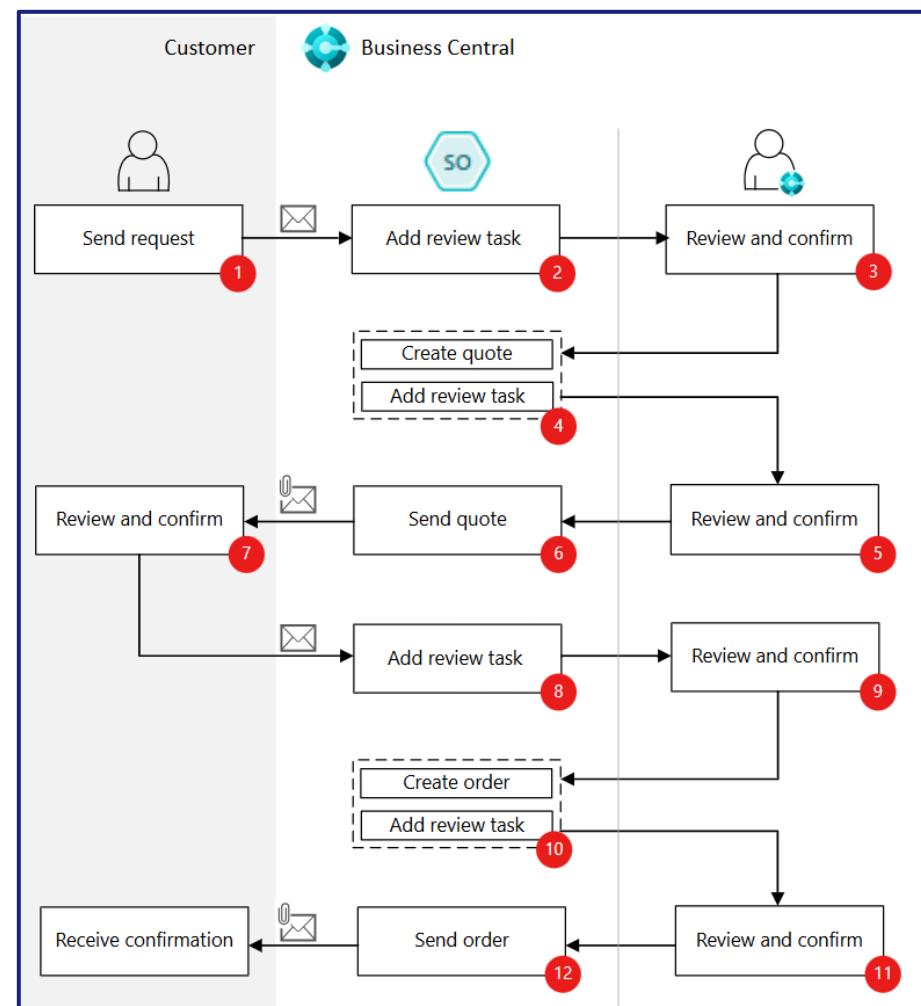 Customer
Business Central
SO
Send request
1
Add review task
2
Review and confirm
3
Create quote
Add review task
4
Review and confirm
7
Send quote
6
Review and confirm
5
Add review task
8
Review and confirm
9
Create order
Add review task
10
Receive confirmation
Send order
12
Review and confirm
11